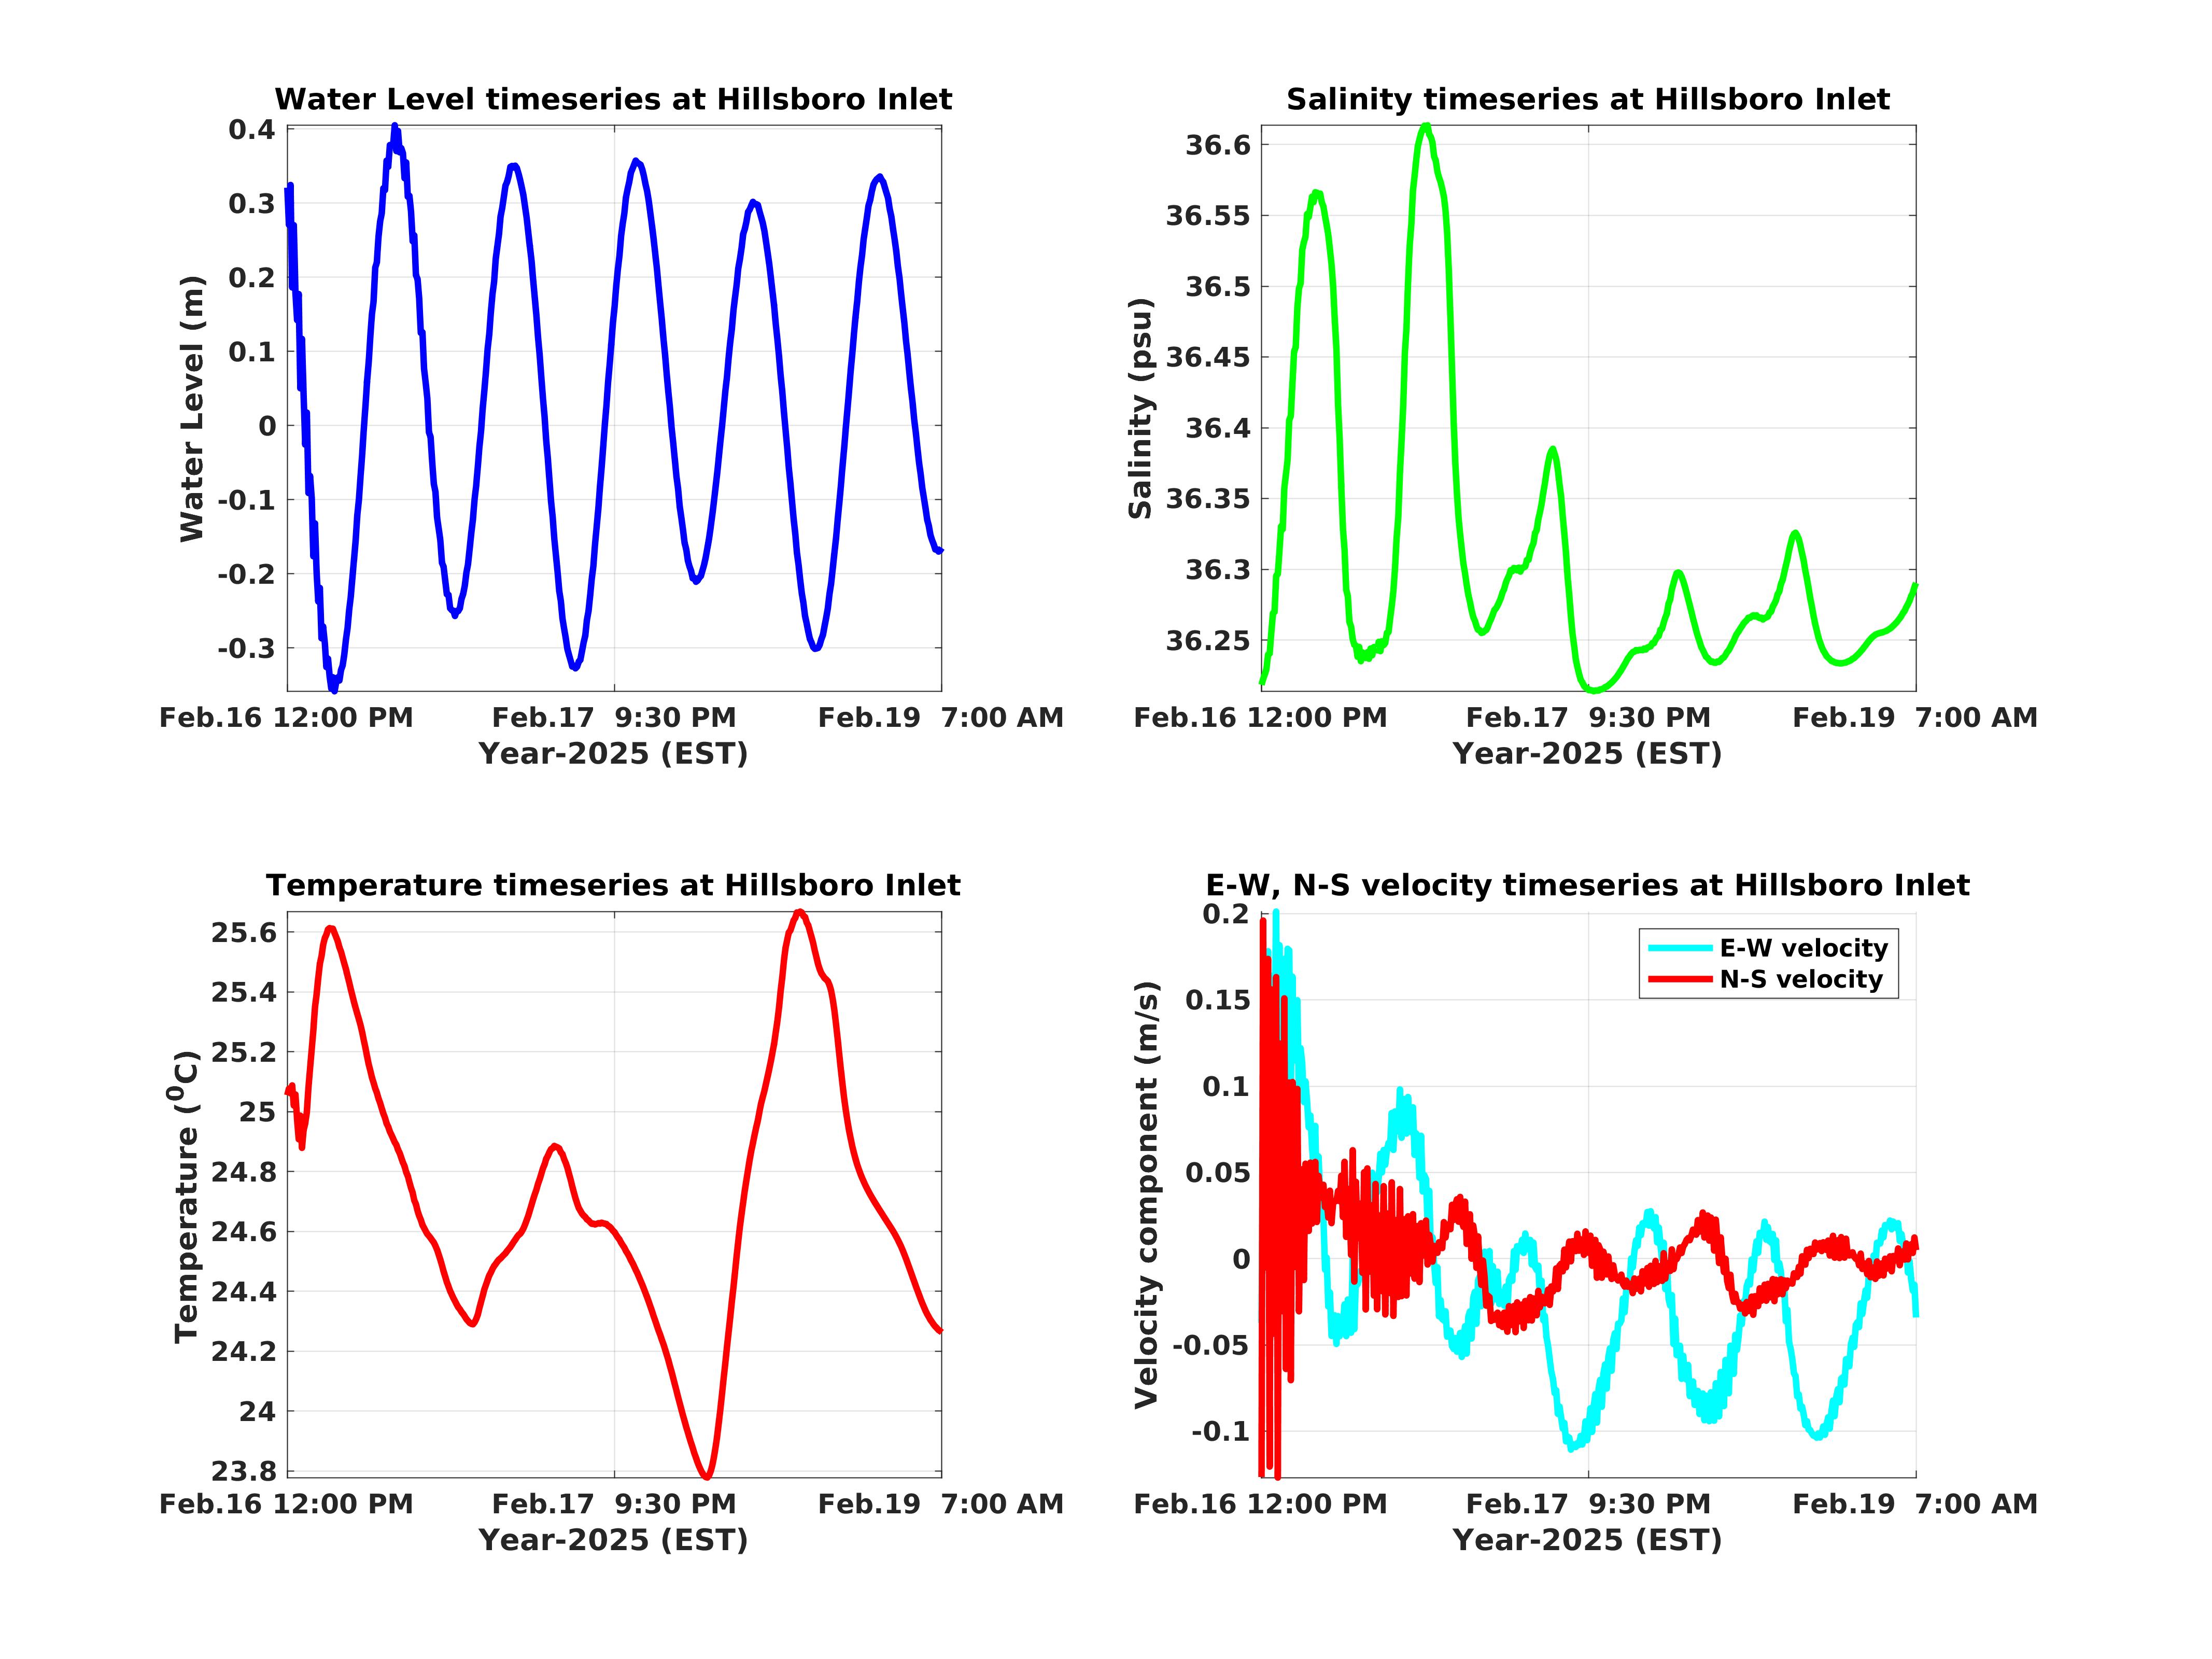 Water Level timeseries at Hillsboro Inlet
0.4
0.3
0.2
0.1
0
-0.1
-0.2
-0.3
Water Level (m)
Feb.16 12:00 PM
Feb.17 9:30 PM
Feb.19 7:00 AM
Year-2025 (EST)
Salinity timeseries at Hillsboro Inlet
36.6
36.55
36.5
36.45
36.4
36.35
36.3
36.25
Salinity (psu)
Feb.16 12:00 PM
Feb.17 9:30 PM
Feb.19 7:00 AM
Year-2025 (EST)
Temperature timeseries at Hillsboro Inlet
25.6
25.4
25.2
25
24.8
24.6
24.4
24.2
24
23.8
Temperature (⁰C)
Feb.16 12:00 PM
Feb.17 9:30 PM
Feb.19 7:00 AM
Year-2025 (EST)
E-W, N-S velocity timeseries at Hillsboro Inlet
E-W velocity
N-S velocity
0.2
0.15
0.1
0.05
0
-0.05
-0.1
Velocity component (m/s)
Feb.16 12:00 PM
Feb.17 9:30 PM
Feb.19 7:00 AM
Year-2025 (EST)